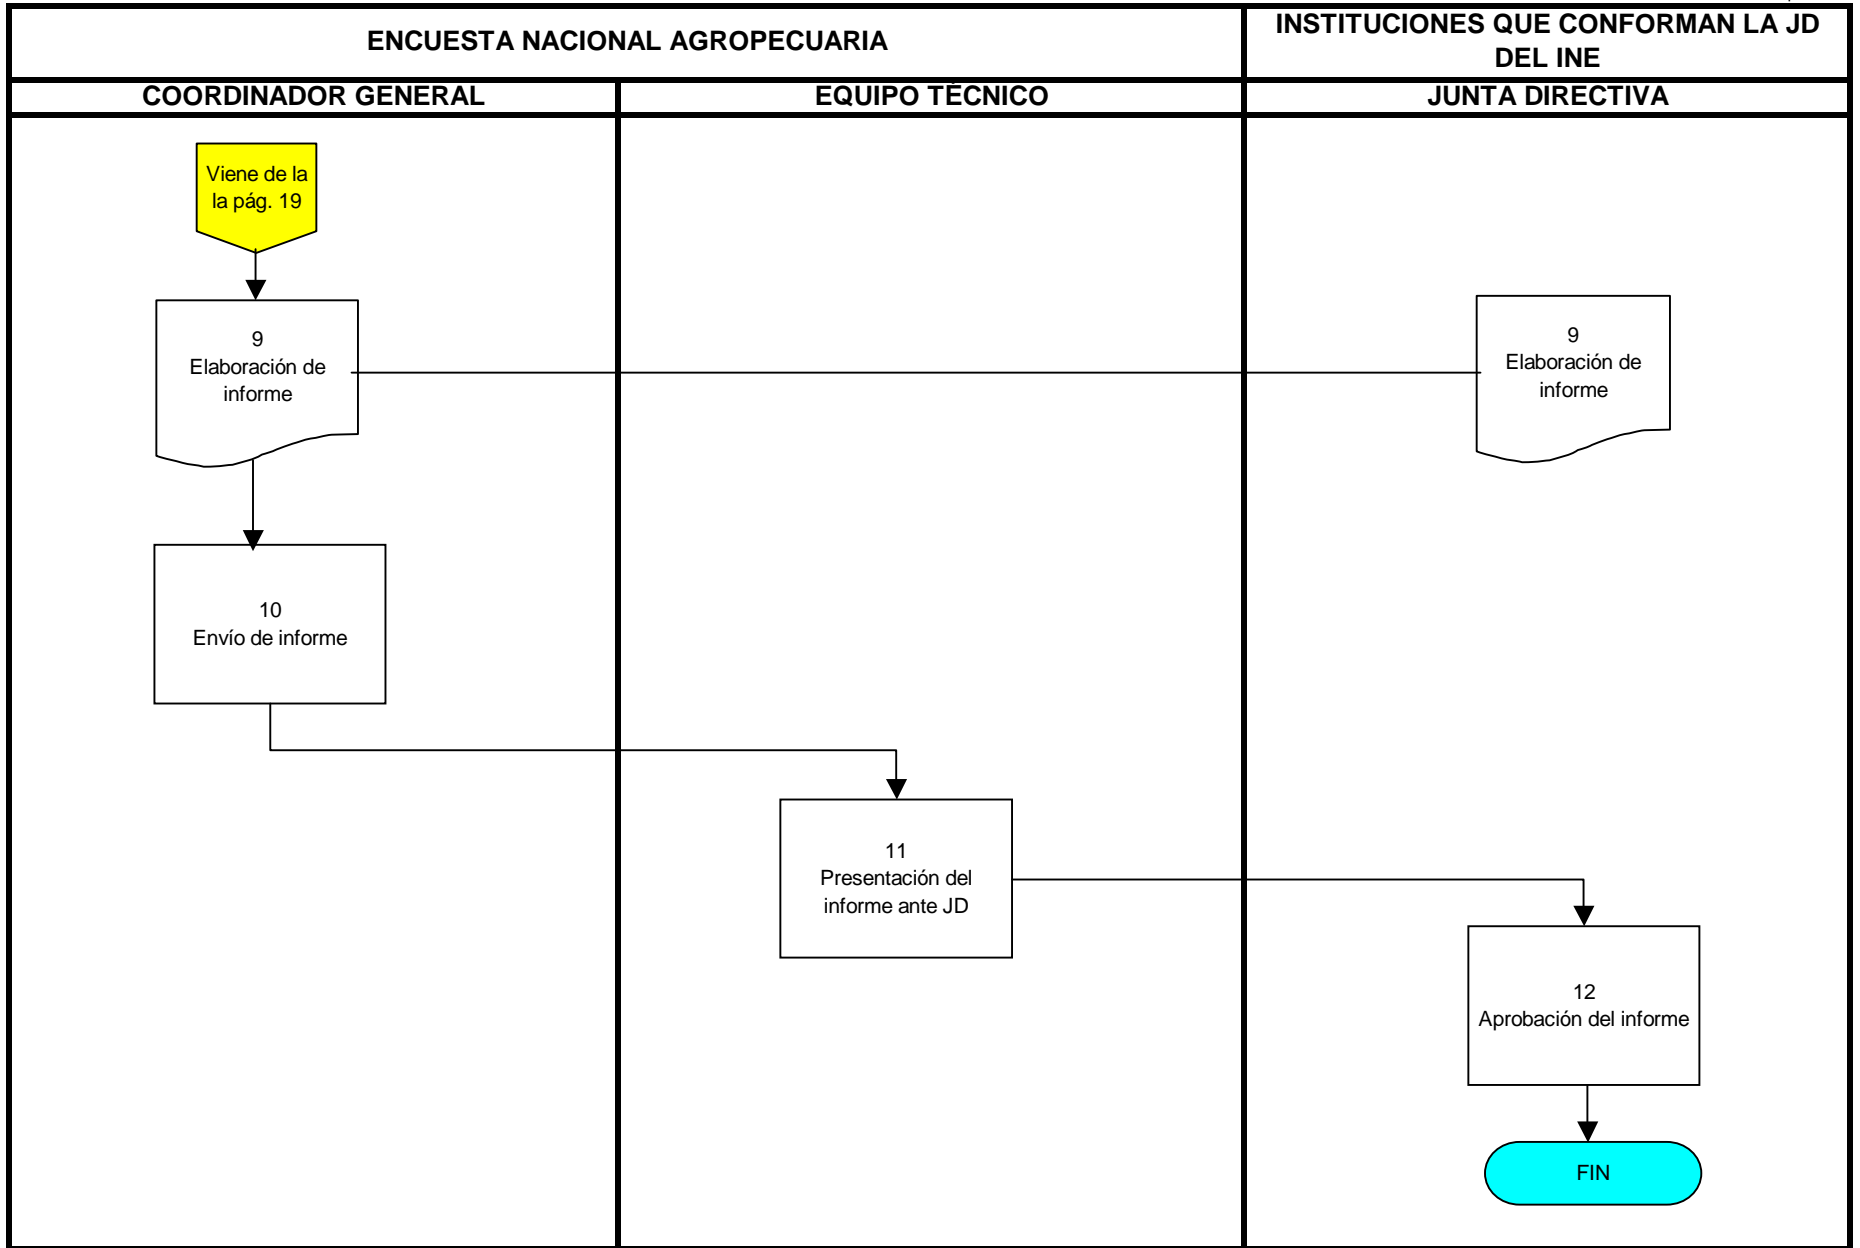 ENCUESTA NACIONAL AGROPECUARIA
INSTITUCIONES QUE CONFORMAN LA JD
DEL INE
COORDINADOR GENERAL
EQUIPO TÉCNICO
JUNTA DIRECTIVA
Viene de la
la pág. 19
9
Elaboración de
informe
9
Elaboración de
informe
10
Envío de informe
11
Presentación del
informe ante JD
12
Aprobación del informe
FIN